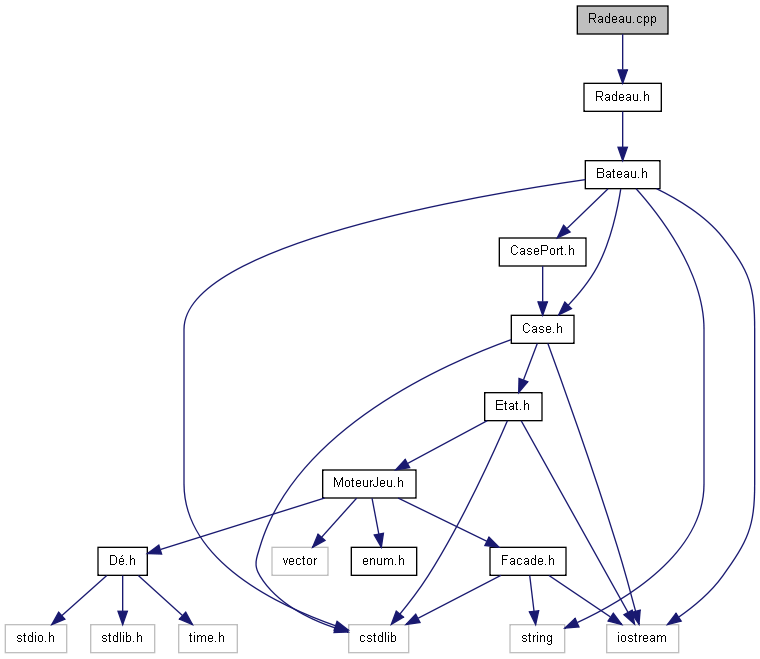 Radeau.cpp
Radeau.h
Bateau.h
CasePort.h
Case.h
Etat.h
MoteurJeu.h
Dé.h
vector
enum.h
Facade.h
stdio.h
stdlib.h
time.h
cstdlib
string
iostream